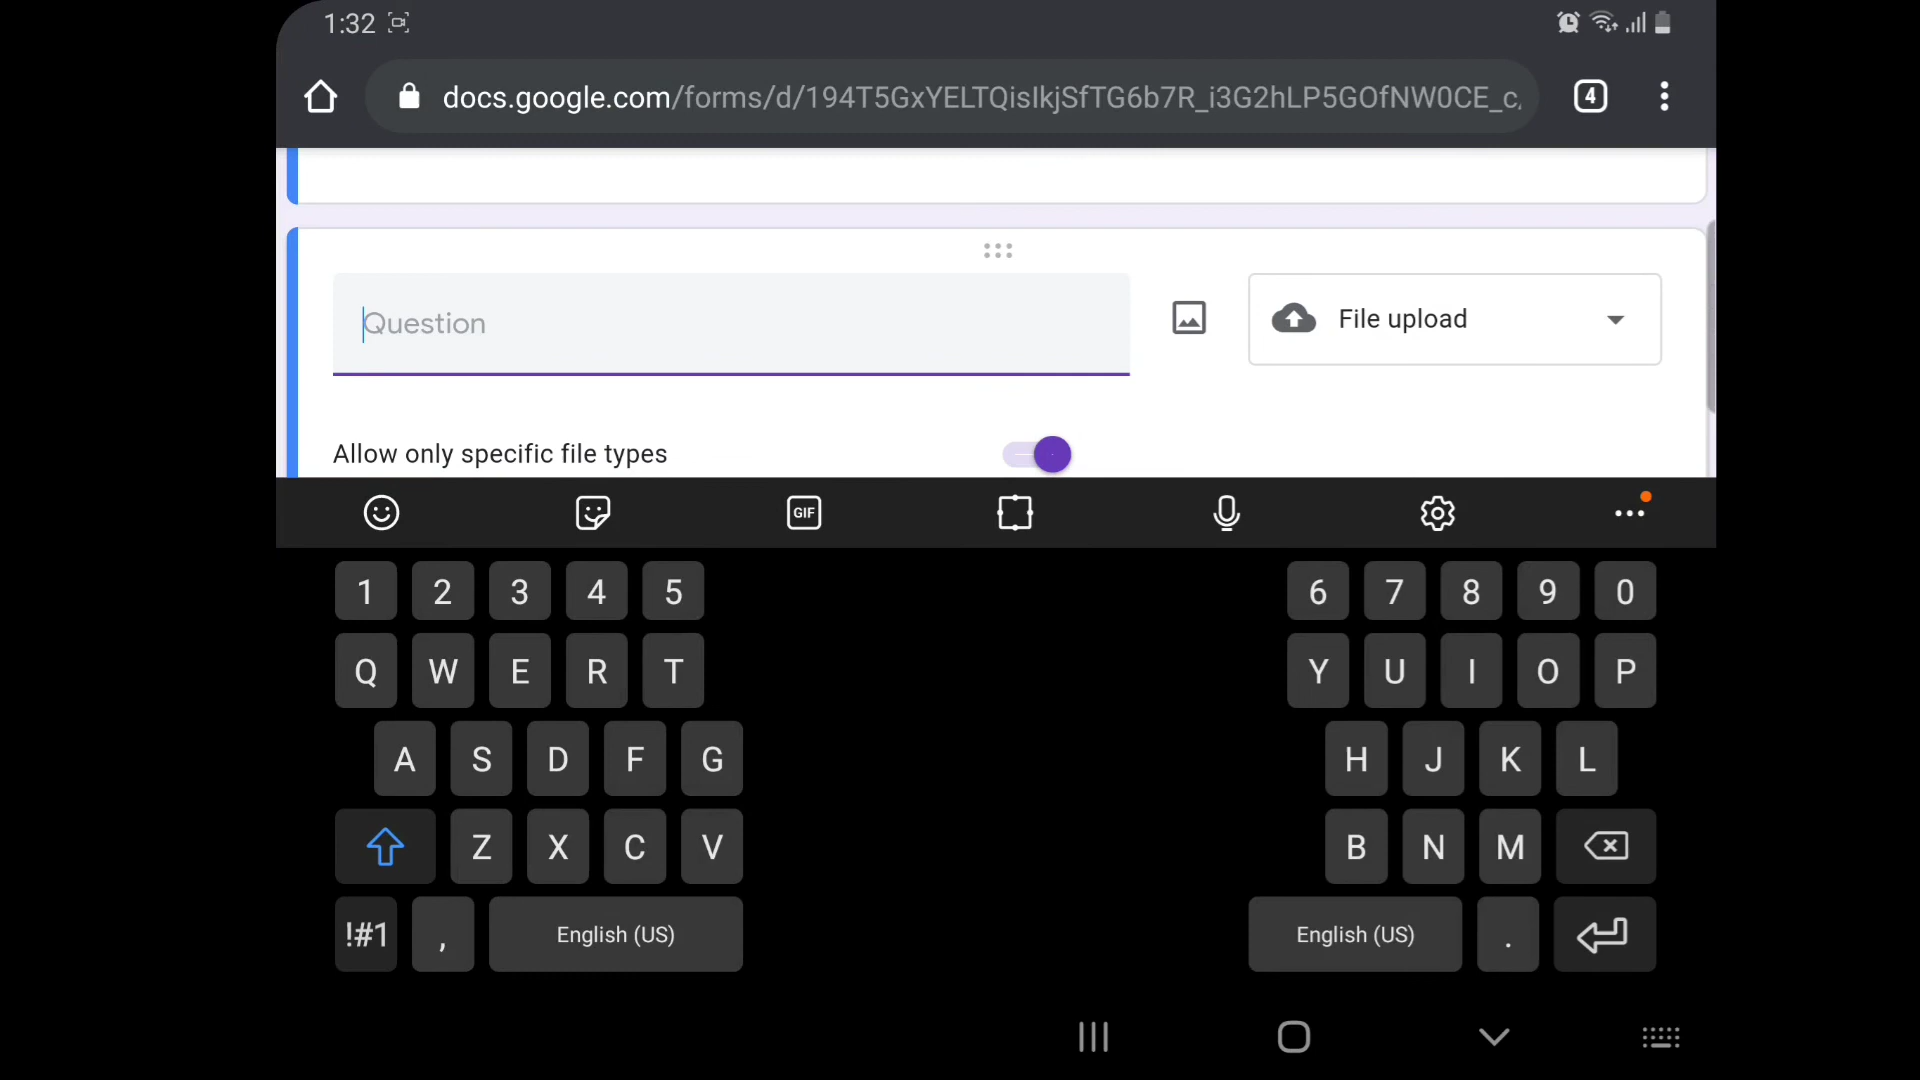 1:32
docs.google.com/forms/d/194T5GxYELTQisIkjSfTG6b7R_i3G2hLP5GOfNW0CE_c,
4
Question
File upload
Allow only specific file types
GIF
1 2 3 4 5 6 7 8 9 0
Q W E R T Y U I O P
A S D F G H J K L
Z X C V B N M
!#1 , English (US) English (US) .